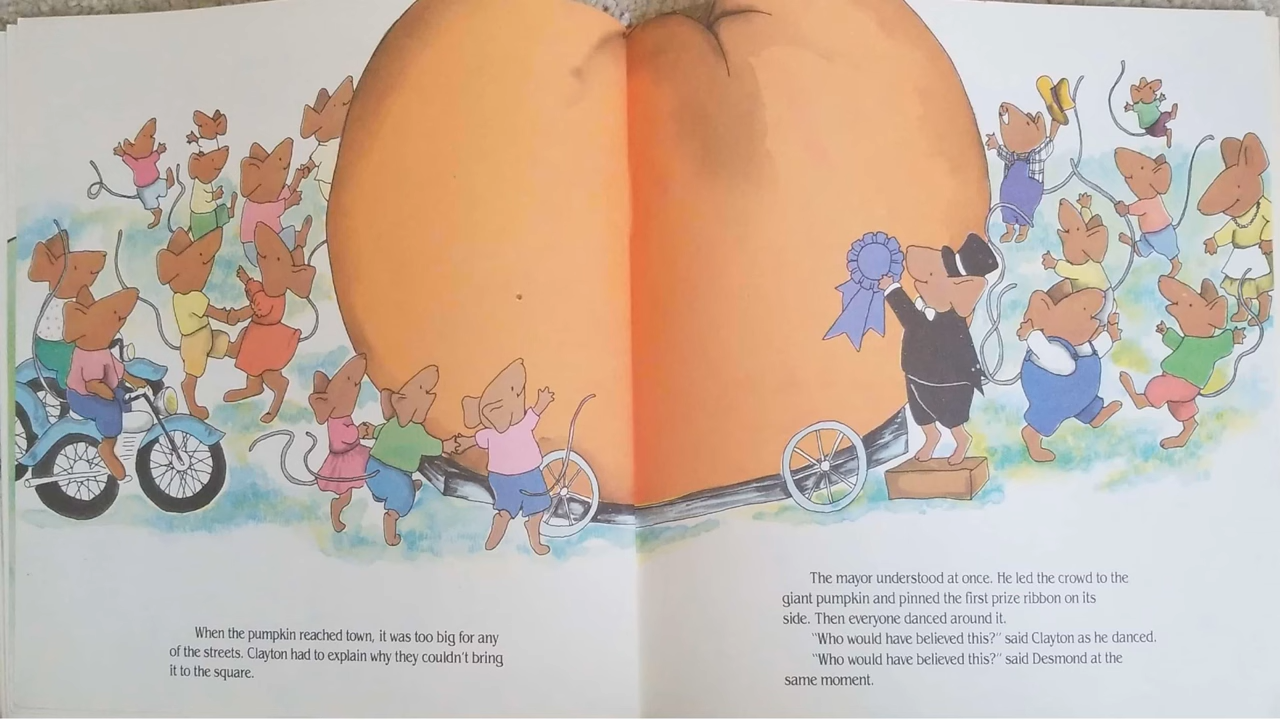 When the pumpkin reached town, it was too big for any
of the streets. Clayton had to explain why they couldn't bring
it to the square.
The mayor understood at once. He led the crowd to the
giant pumpkin and pinned the first prize ribbon on its
side. Then everyone danced around it.
"Who would have believed this?" said Clayton as he danced.
"Who would have believed this?" said Desmond at the
same moment.